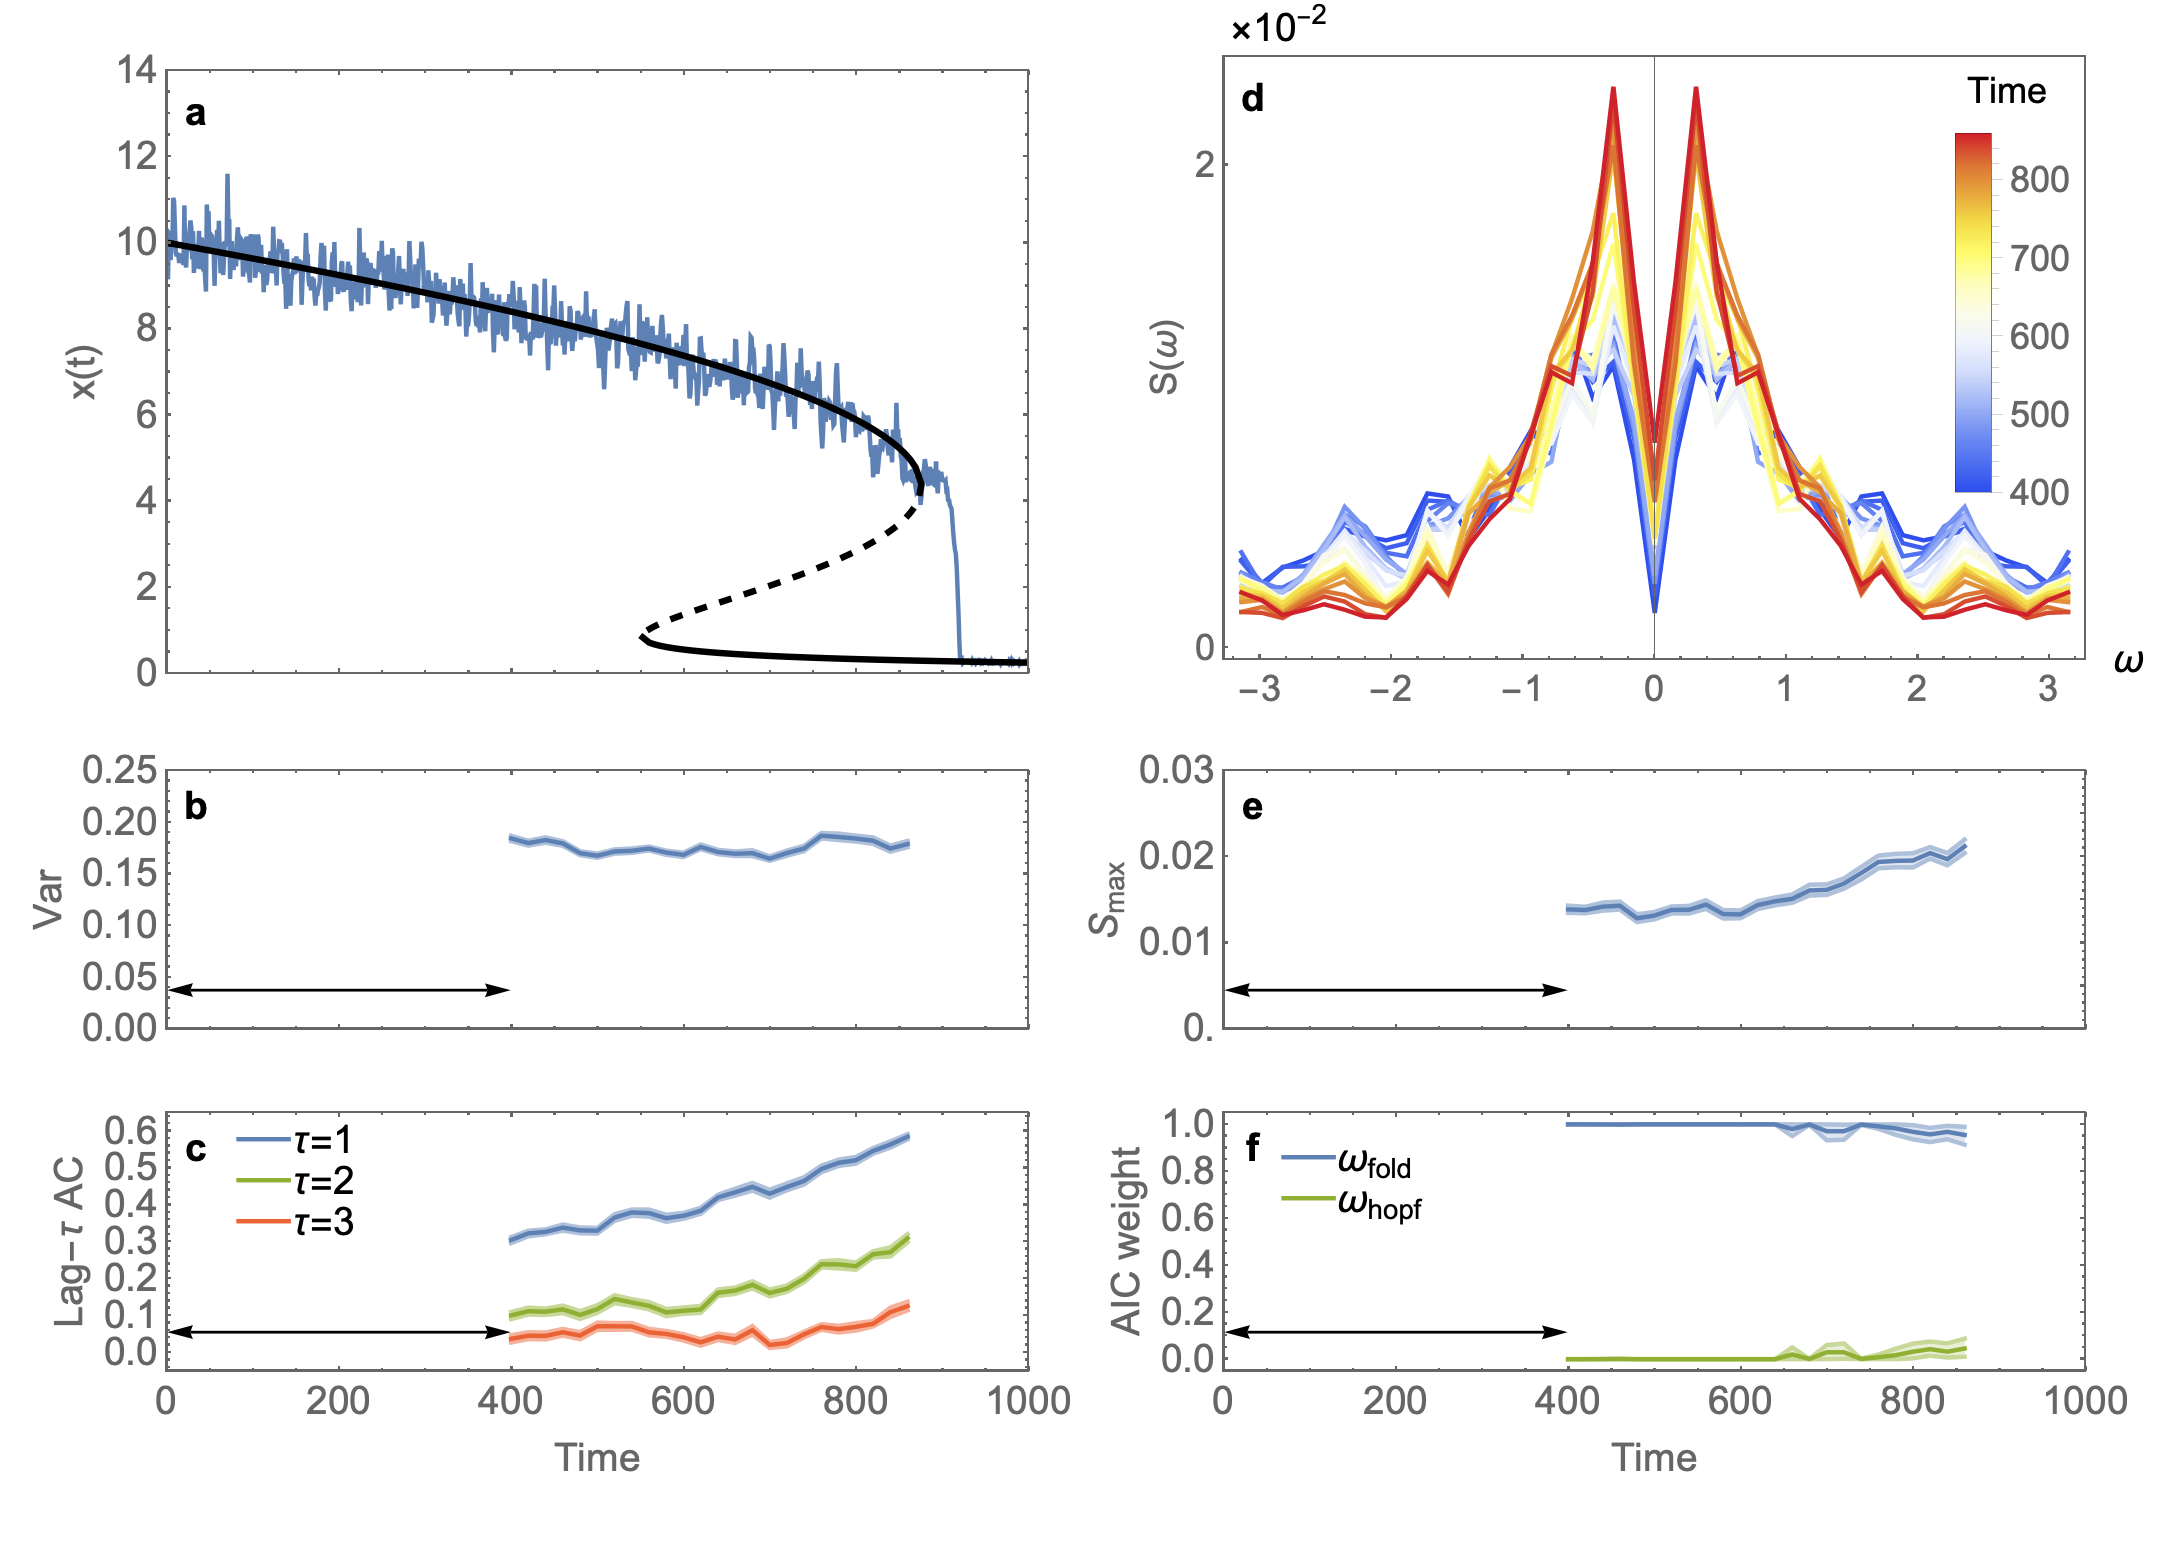 a
14
12
10
8
6
4
2
0
x(t)
×10⁻²
d
Time
800
700
600
500
400
2
0
S(ω)
−3 −2 −1 0 1 2 3
ω
b
0.25
0.20
0.15
0.10
0.05
0.00
Var
e
0.03
0.02
0.01
0.
Smax
c
τ=1
τ=2
τ=3
0.6
0.5
0.4
0.3
0.2
0.1
0.0
Lag−τ AC
0 200 400 600 800 1000
Time
f
ωfold
ωhopf
1.0
0.8
0.6
0.4
0.2
0.0
AIC weight
0 200 400 600 800 1000
Time